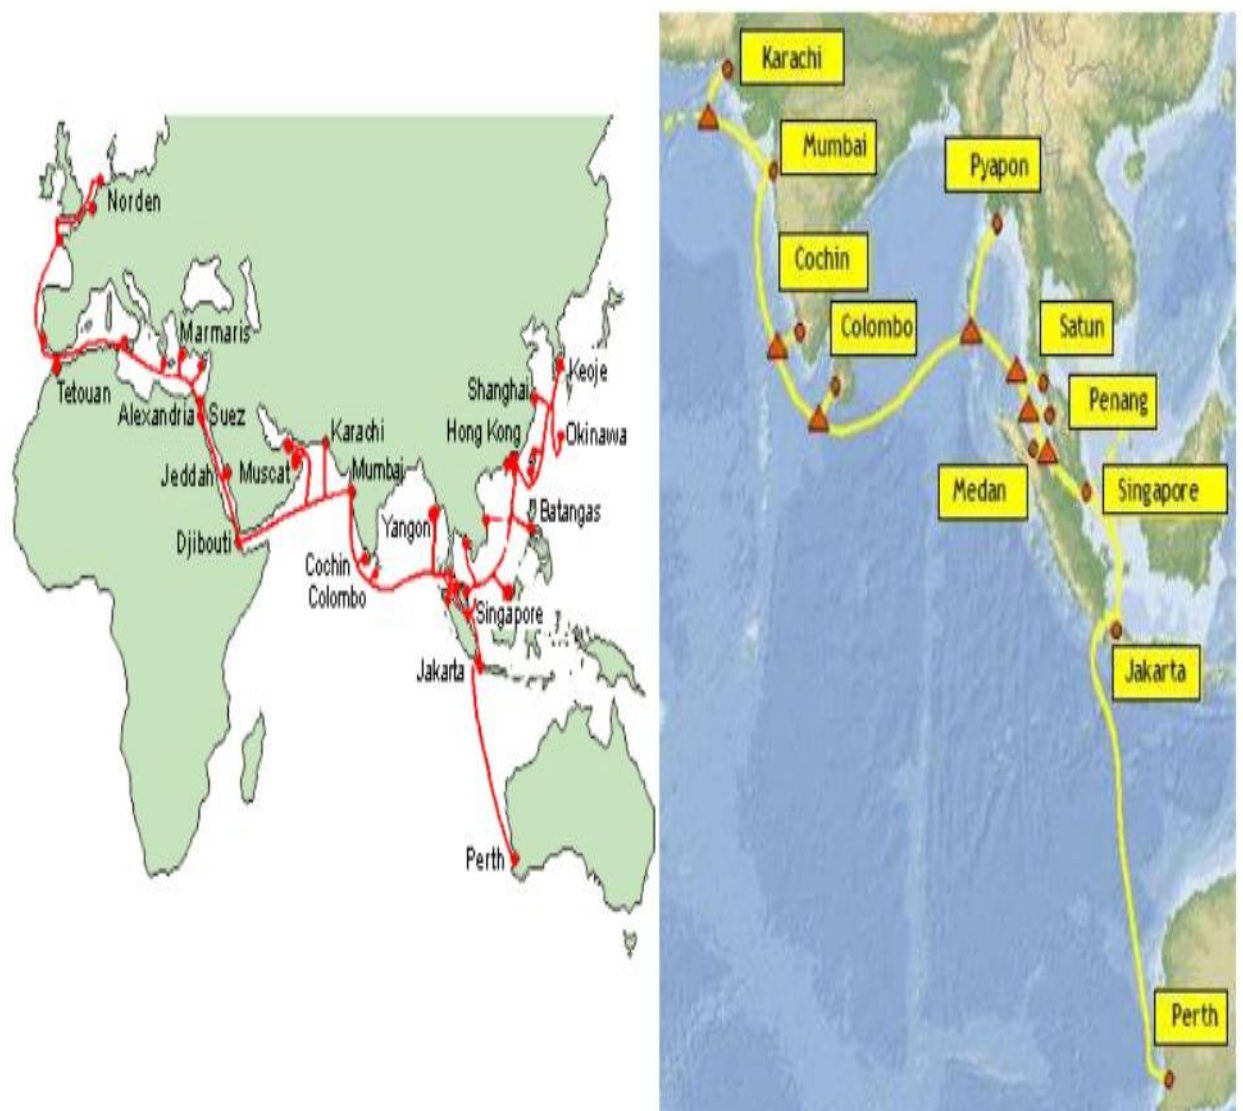 Norden
Marmaris
Tetouan
Alexandria
Suez
Keoje
Shanghai
Karachi
Hong Kong
Okinawa
Jeddah
Muscat
Mumbai
Batangas
Yangon
Djibouti
Cochin
Colombo
Singapore
Jakarta
Perth
Karachi
Mumbai
Pyapon
Cochin
Colombo
Satun
Penang
Medan
Singapore
Jakarta
Perth